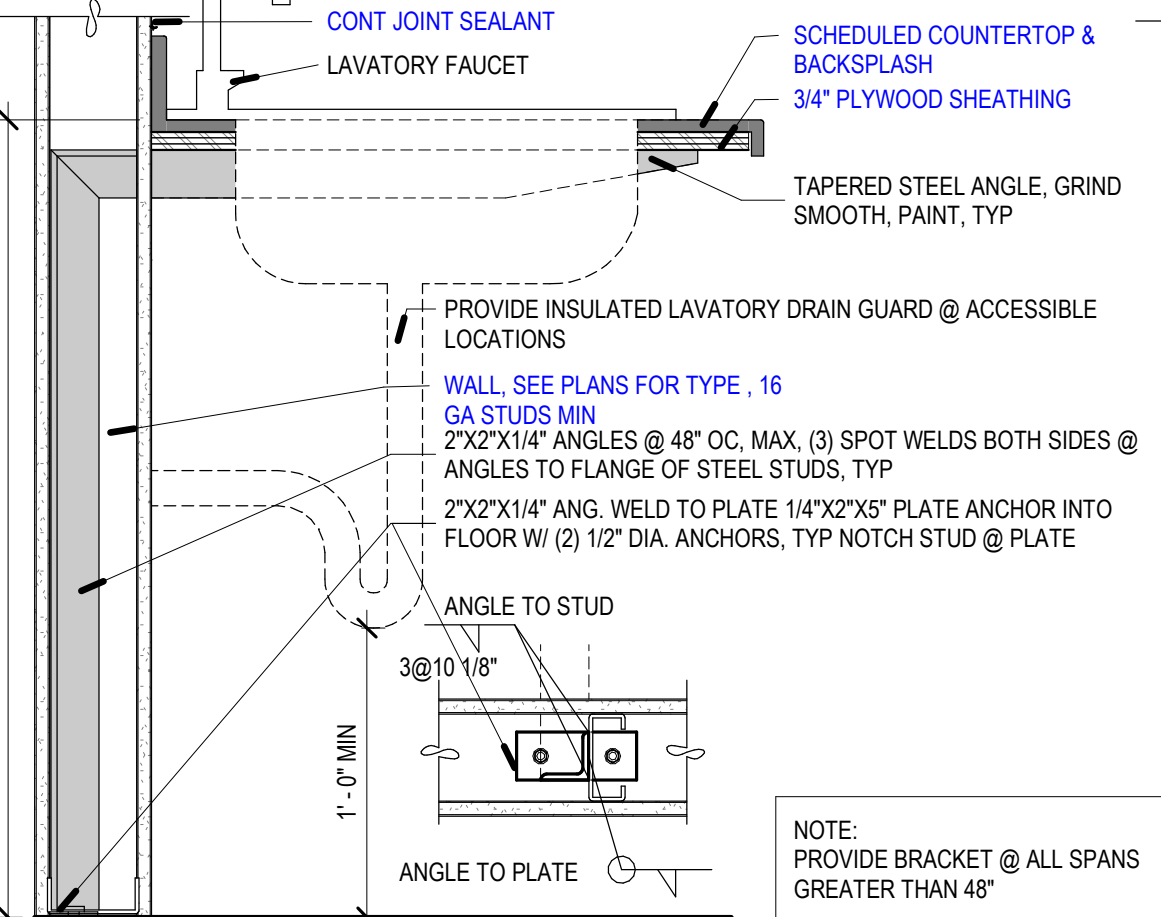 CONT JOINT SEALANT
LAVATORY FAUCET
SCHEDULED COUNTERTOP &
BACKSPLASH
3/4" PLYWOOD SHEATHING
TAPERED STEEL ANGLE, GRIND
SMOOTH, PAINT, TYP
PROVIDE INSULATED LAVATORY DRAIN GUARD @ ACCESSIBLE
LOCATIONS
WALL, SEE PLANS FOR TYPE , 16
GA STUDS MIN
2"X2"X1/4" ANGLES @ 48" OC, MAX, (3) SPOT WELDS BOTH SIDES @
ANGLES TO FLANGE OF STEEL STUDS, TYP
2"X2"X1/4" ANG. WELD TO PLATE 1/4"X2"X5" PLATE ANCHOR INTO
FLOOR W/ (2) 1/2" DIA. ANCHORS, TYP NOTCH STUD @ PLATE
ANGLE TO STUD
3@10 1/8"
1' - 0" MIN
ANGLE TO PLATE
NOTE:
PROVIDE BRACKET @ ALL SPANS
GREATER THAN 48"